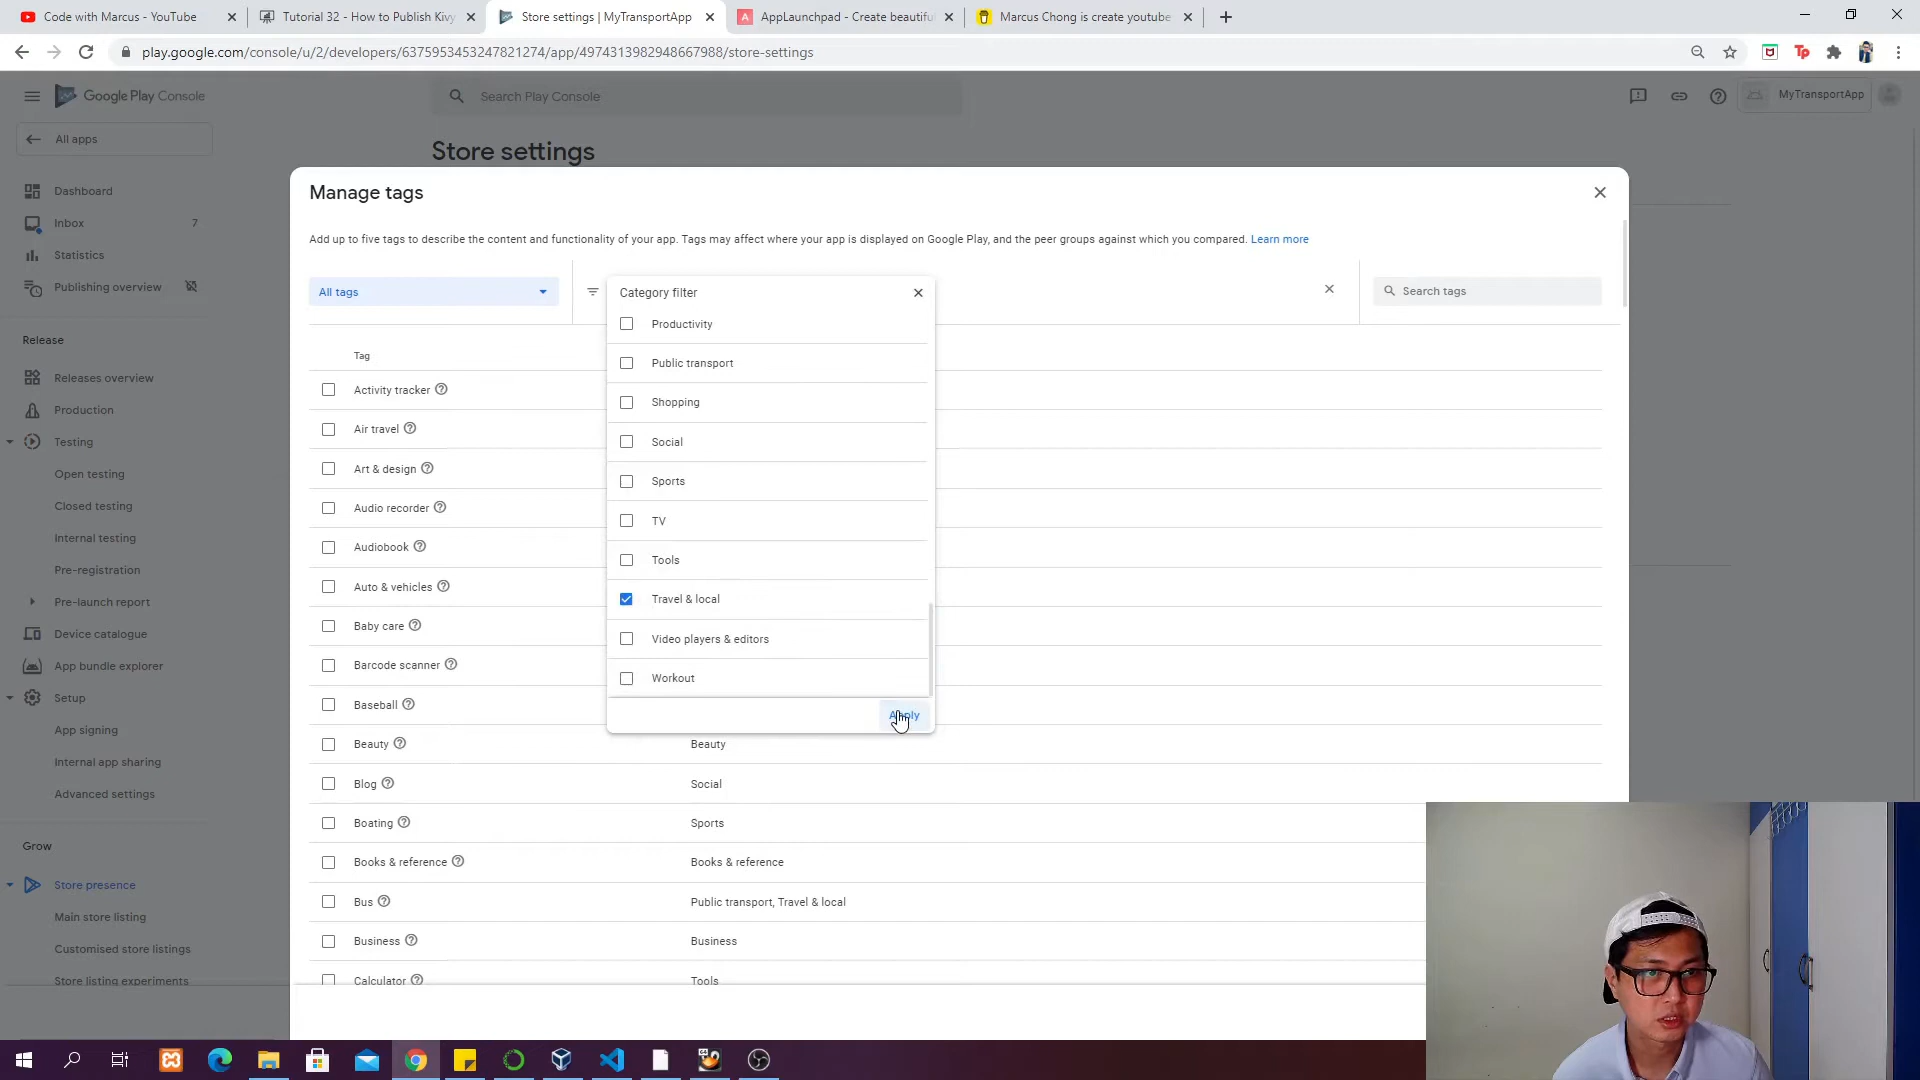 Code with Marcus - YouTube
Tutorial 32 - How to Publish Kivy
Store settings | MyTransportApp
AppLaunchpad - Create beautifu
Marcus Chong is create youtube
play.google.com/console/u/2/developers/6375953453247821274/app/4974313982948667988/store-settings
Google Play Console
Search Play Console
MyTransportApp
All apps
Store settings
Dashboard
Inbox 7
Statistics
Publishing overview
Release
Releases overview
Production
Testing
Open testing
Closed testing
Internal testing
Pre-registration
Pre-launch report
Device catalogue
App bundle explorer
Setup
App signing
Internal app sharing
Advanced settings
Grow
Store presence
Main store listing
Customised store listings
Store listing experiments
Manage tags
Add up to five tags to describe the content and functionality of your app. Tags may affect where your app is displayed on Google Play, and the peer groups against which you compared. Learn more
All tags
Category filter
Search tags
Productivity
Public transport
Shopping
Social
Sports
TV
Tools
Travel & local
Video players & editors
Workout
Apply
Tag
Activity tracker
Air travel
Art & design
Audio recorder
Audiobook
Auto & vehicles
Baby care
Barcode scanner
Baseball
Beauty Beauty
Blog Social
Boating Sports
Books & reference Books & reference
Bus Public transport, Travel & local
Business Business
Calculator Tools